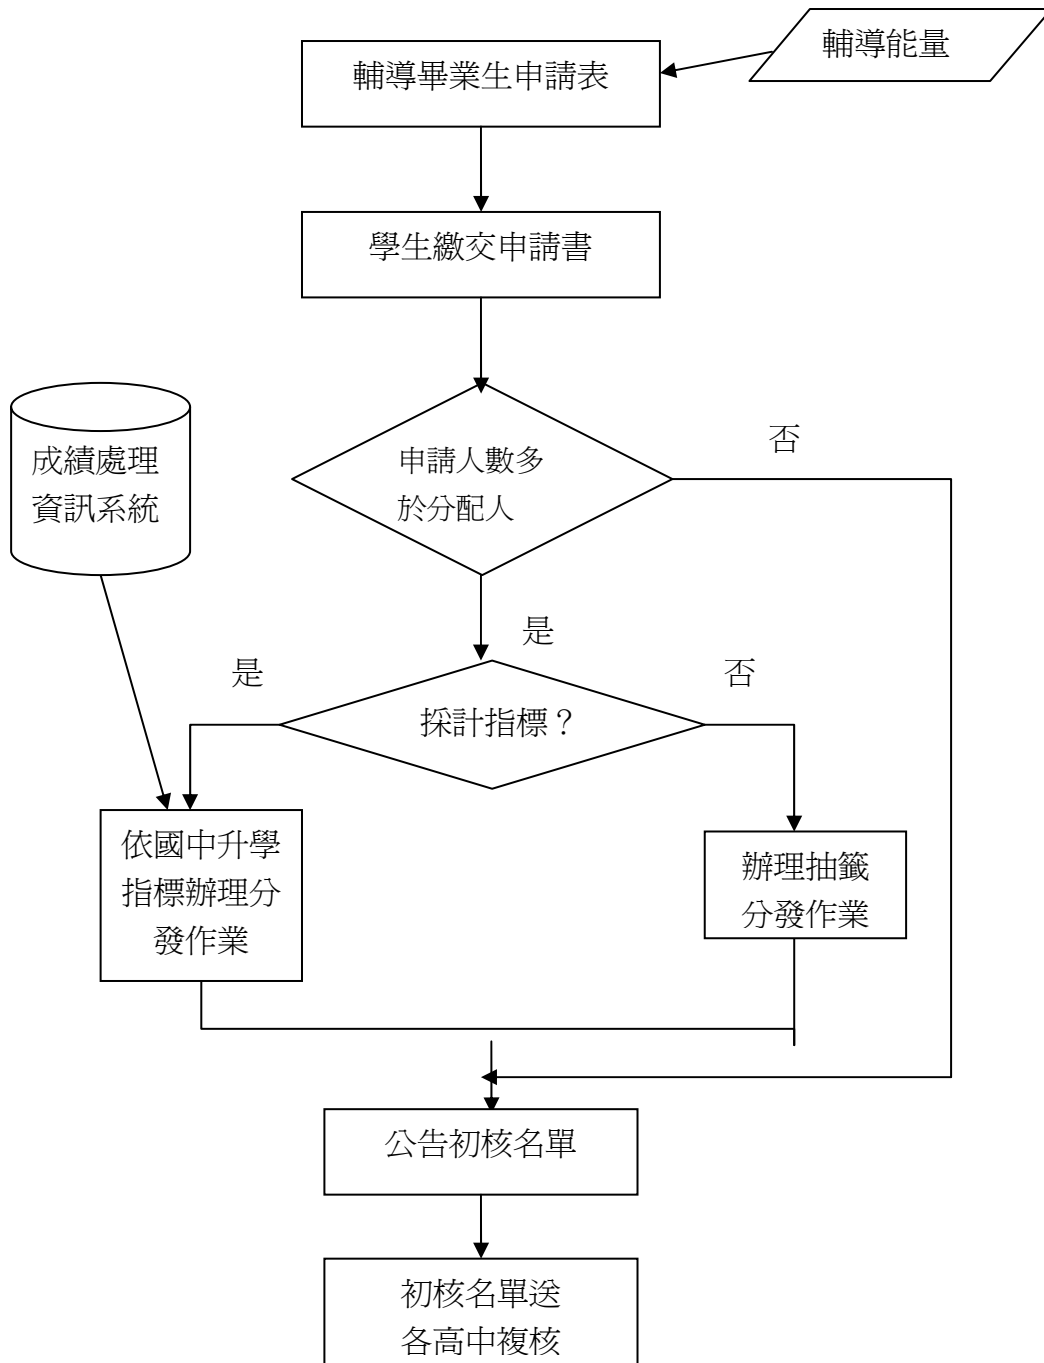 輔導能量
輔導畢業生申請表
學生繳交申請書
成績處理
資訊系統
申請人數多
於分配人
否
是
是
否
採計指標？
依國中升學
指標辦理分
發作業
辦理抽籤
分發作業
公告初核名單
初核名單送
各高中複核